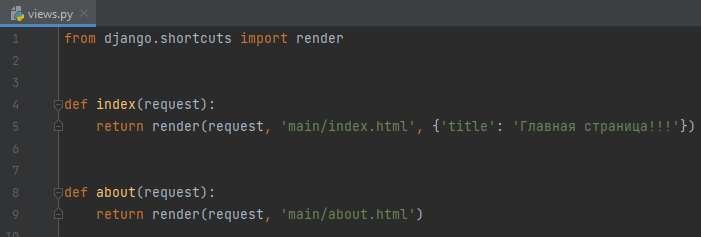 views.py
1 from django.shortcuts import render
2
3
4 def index(request):
5     return render(request, 'main/index.html', {'title': 'Главная страница!!!'})
6
7
8 def about(request):
9     return render(request, 'main/about.html')
10